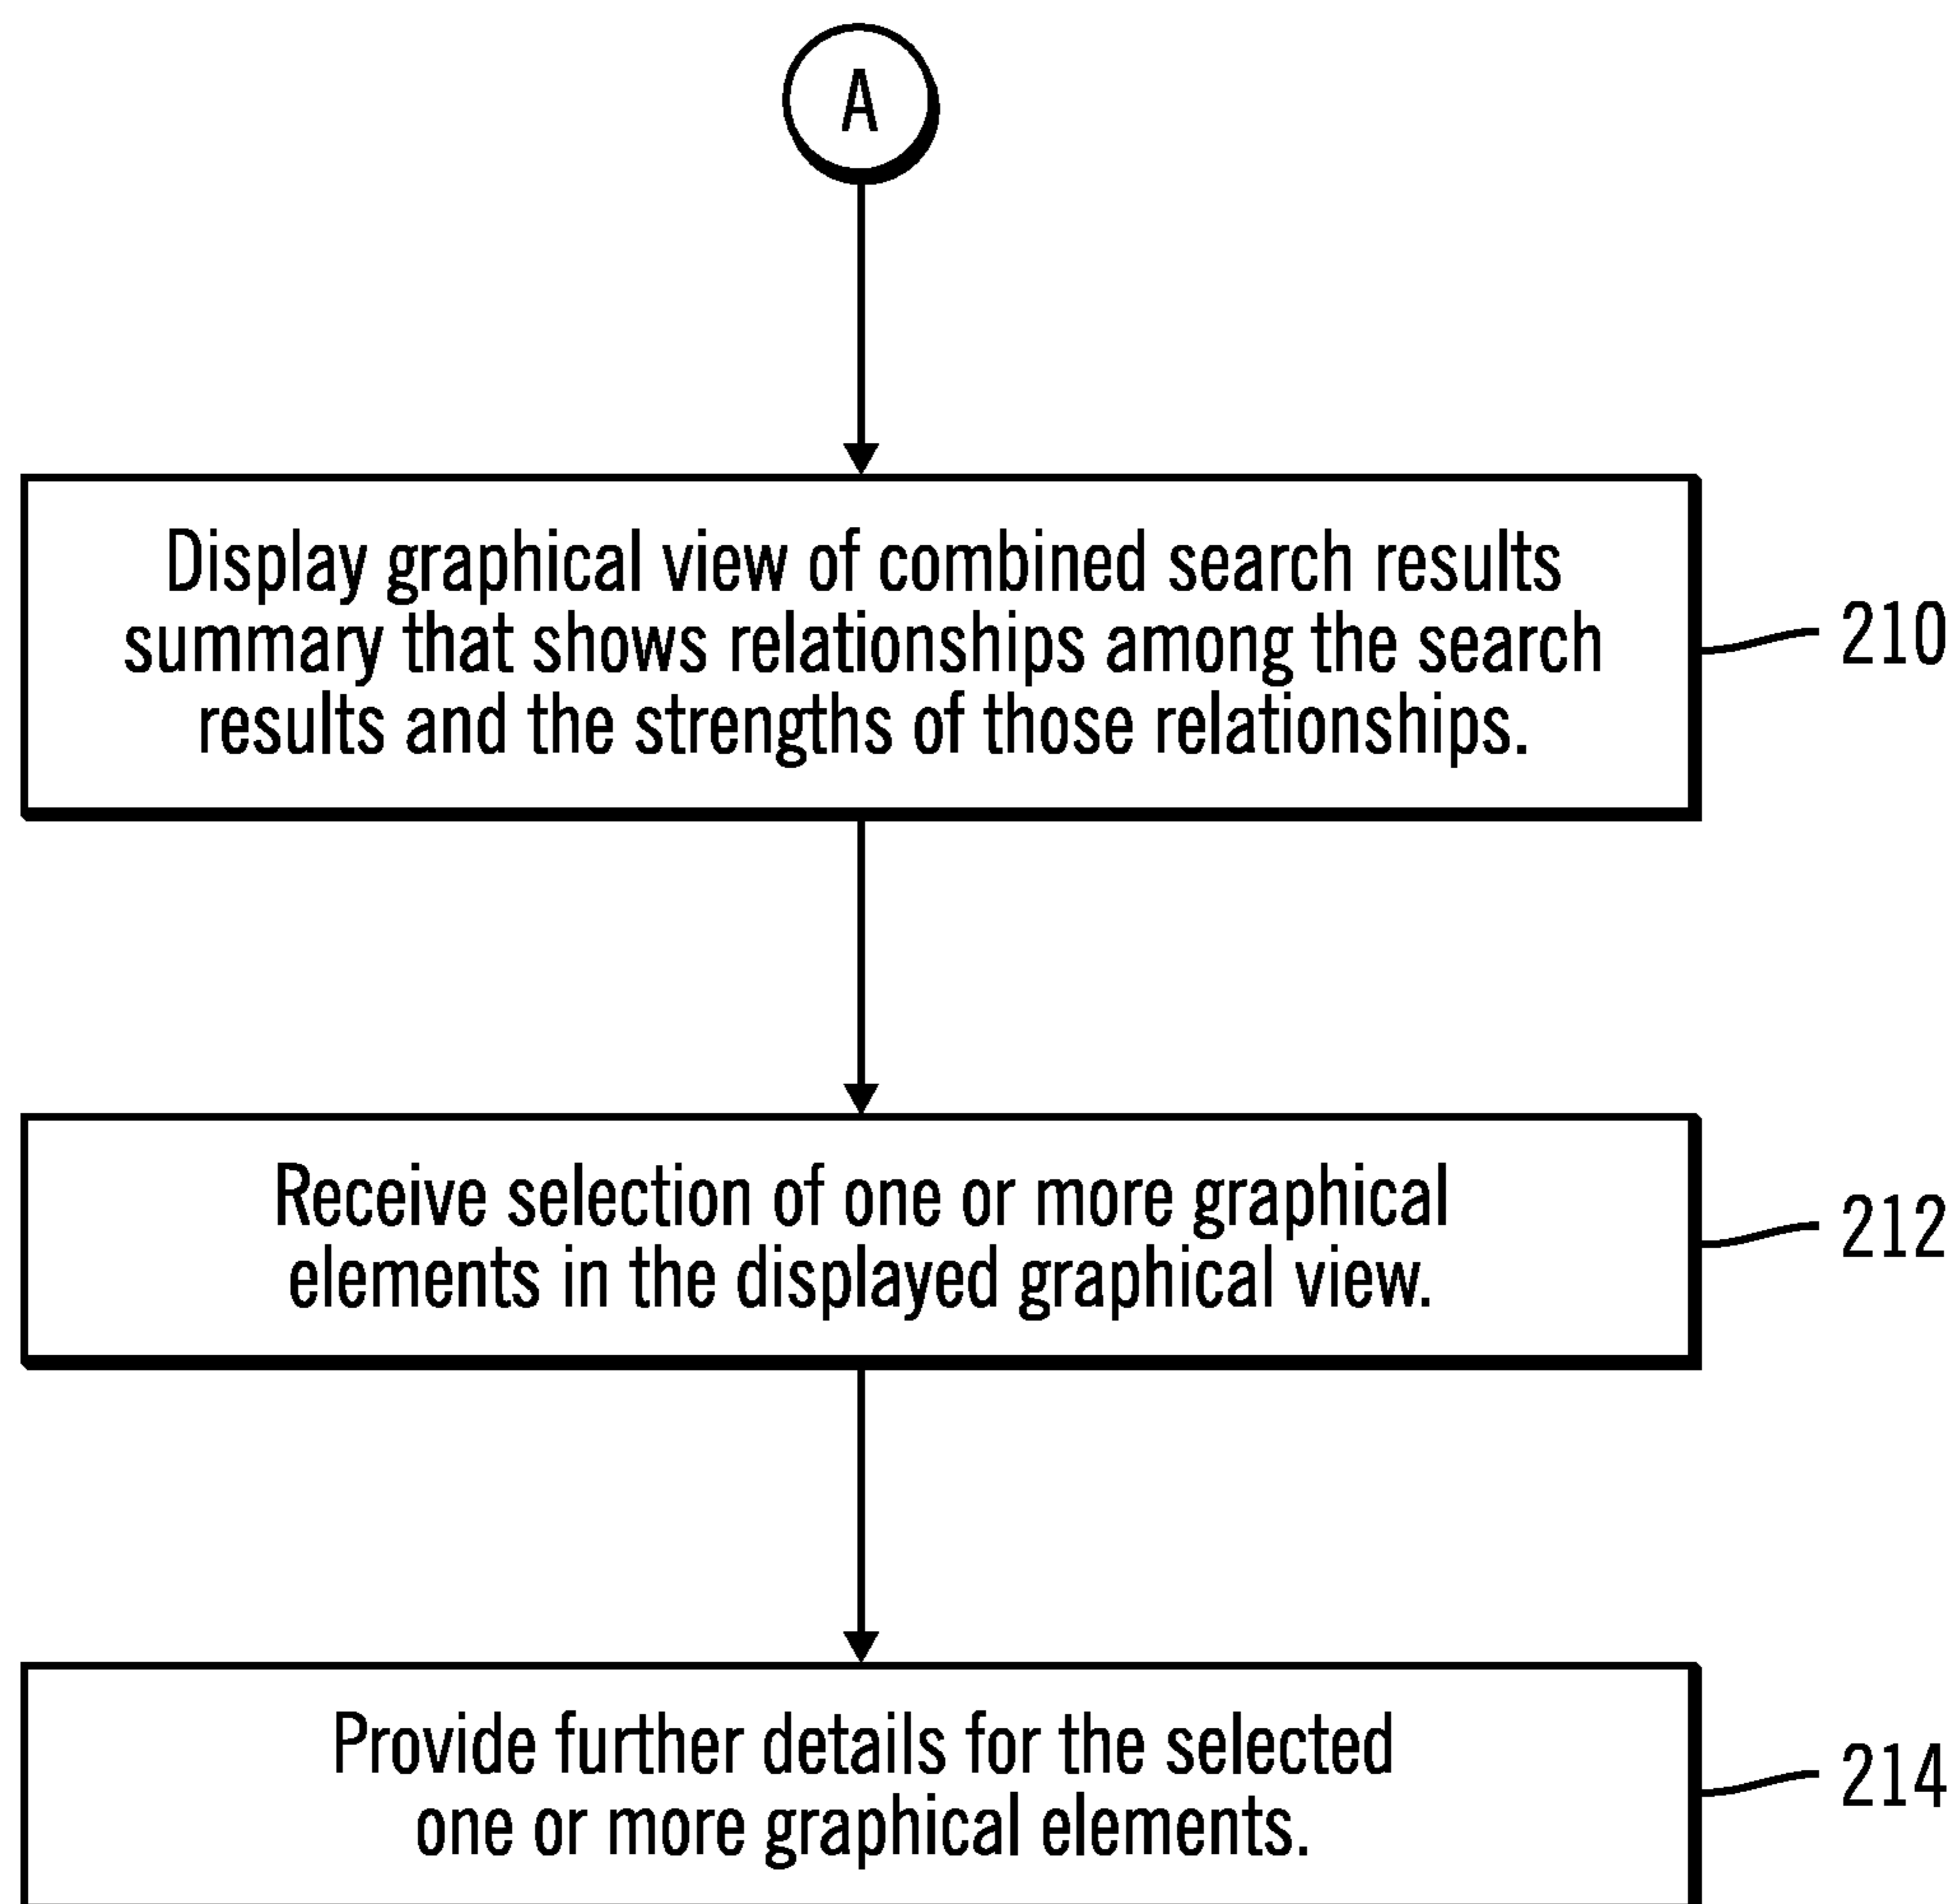 A
Display graphical view of combined search results
summary that shows relationships among the search
results and the strengths of those relationships.
210
Receive selection of one or more graphical
elements in the displayed graphical view.
212
Provide further details for the selected
one or more graphical elements.
214